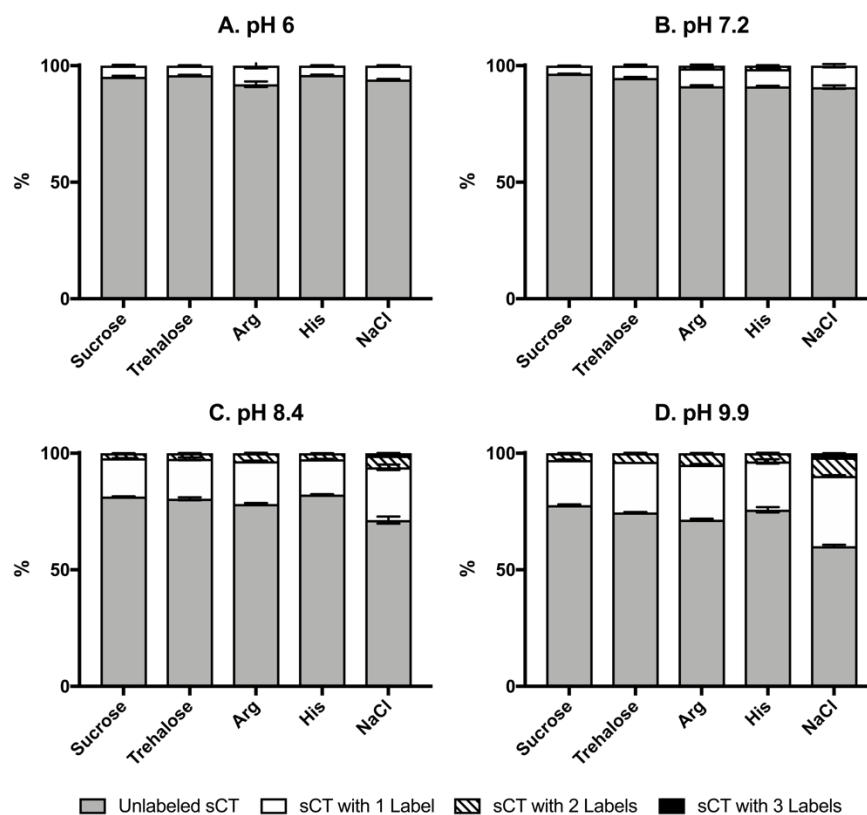 A. pH 6
100
50
0
%
Sucrose
Trehalose
Arg
His
NaCl
B. pH 7.2
100
50
0
%
Sucrose
Trehalose
Arg
His
NaCl
C. pH 8.4
100
50
0
%
Sucrose
Trehalose
Arg
His
NaCl
D. pH 9.9
100
50
0
%
Sucrose
Trehalose
Arg
His
NaCl
Unlabeled sCT sCT with 1 Label sCT with 2 Labels sCT with 3 Labels